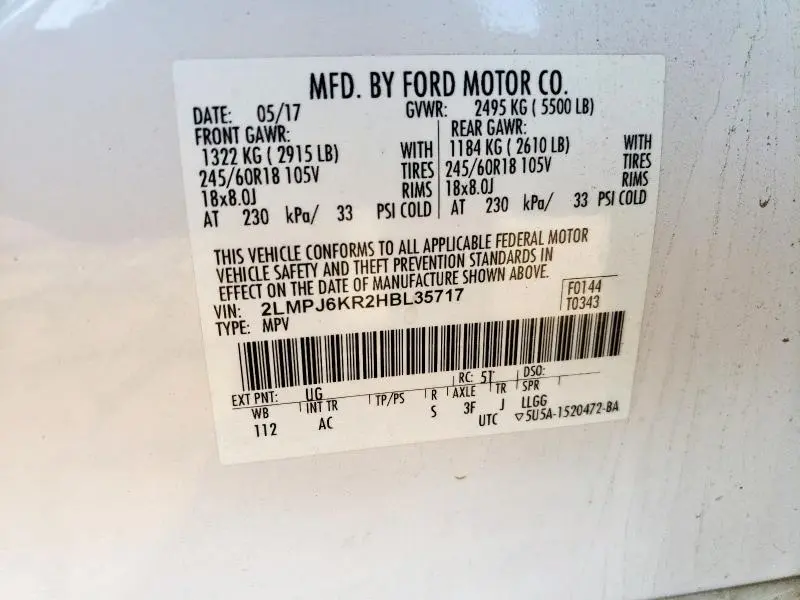 MFD. BY FORD MOTOR CO.
DATE: 05/17 GVWR: 2495 KG ( 5500 LB)
FRONT GAWR: REAR GAWR:
1322 KG ( 2915 LB) WITH 1184 KG ( 2610 LB) WITH
245/60R18 105V TIRES 245/60R18 105V TIRES
18x8.0J RIMS 18x8.0J RIMS
AT 230 kPa/ 33 PSI COLD AT 230 kPa/ 33 PSI COLD
THIS VEHICLE CONFORMS TO ALL APPLICABLE FEDERAL MOTOR
VEHICLE SAFETY AND THEFT PREVENTION STANDARDS IN
EFFECT ON THE DATE OF MANUFACTURE SHOWN ABOVE.
VIN: 2LMPJ6KR2HBL35717 F0144
TYPE: MPV T0343
EXT PNT: UG RC: 51 DSO:
WB INT TR TP/PS R AXLE TR SPR
112 AC S 3F J LLGG
UTC ▽5U5A-1520472-BA